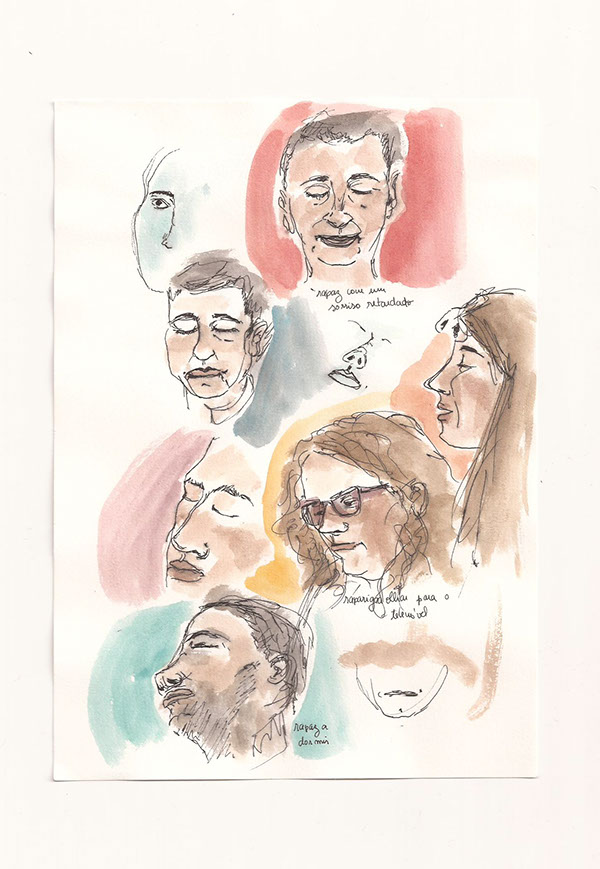 rapaz com um
sorriso retardado
rapariga olhar para o
telemóvel
rapaz a
dormir